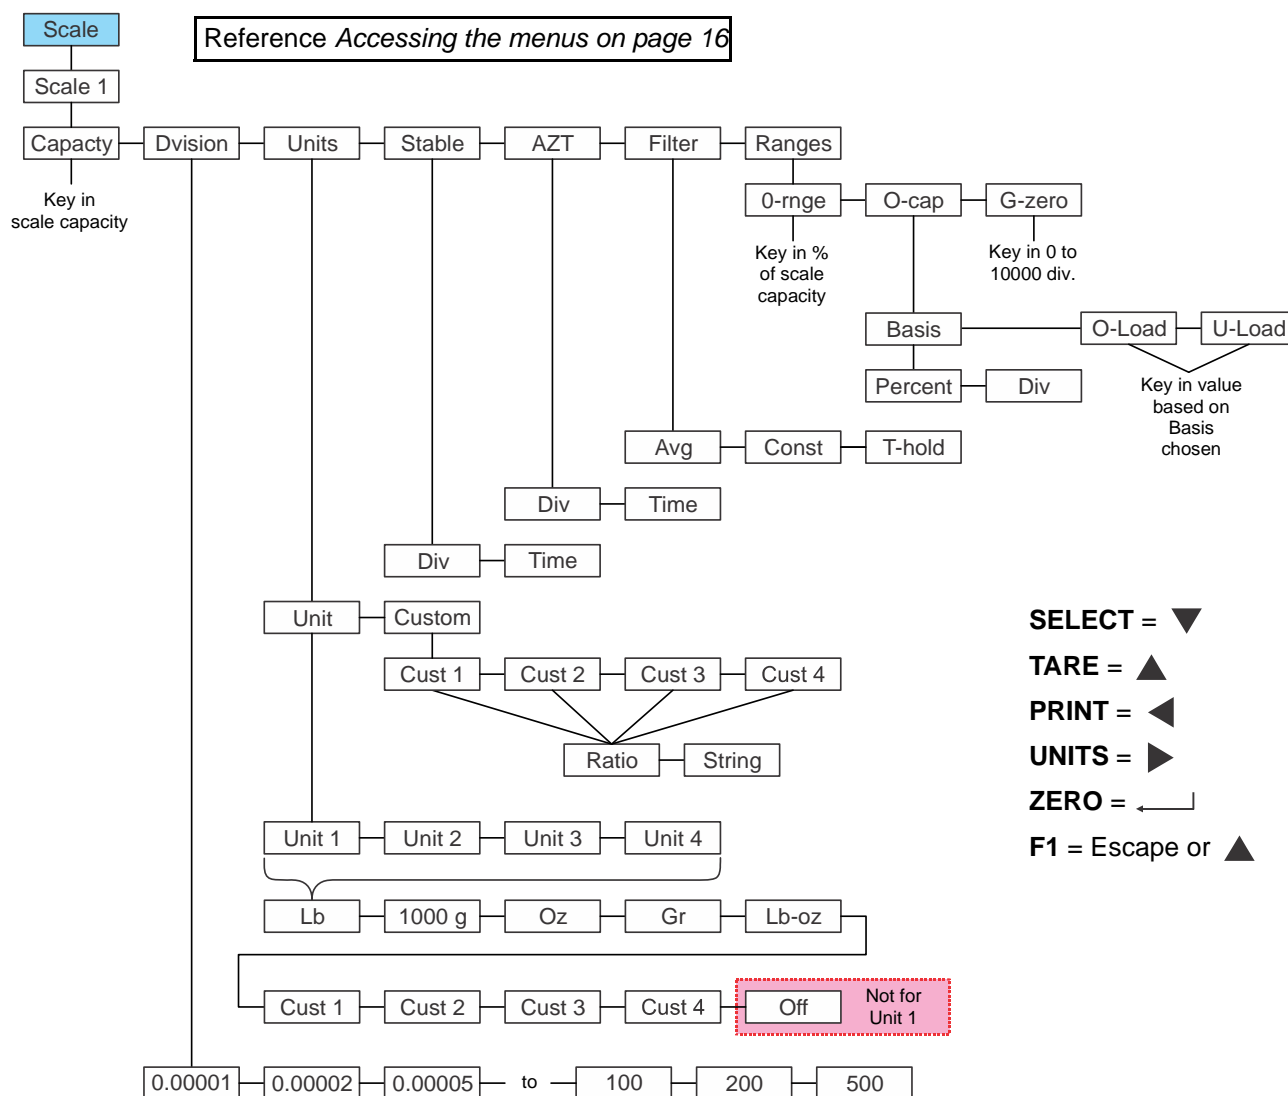 Scale
Reference Accessing the menus on page 16
Scale 1
Capacty
Dvision
Units
Stable
AZT
Filter
Ranges
Key in
scale capacity
0-rnge
O-cap
G-zero
Key in %
of scale
capacity
Key in 0 to
10000 div.
Basis
O-Load
U-Load
Percent
Div
Key in value
based on
Basis
chosen
Avg
Const
T-hold
Div
Time
Div
Time
Unit
Custom
Cust 1
Cust 2
Cust 3
Cust 4
Ratio
String
SELECT =
TARE =
PRINT =
UNITS =
ZERO =
F1 = Escape or
Unit 1
Unit 2
Unit 3
Unit 4
Lb
1000 g
Oz
Gr
Lb-oz
Cust 1
Cust 2
Cust 3
Cust 4
Off
Not for
Unit 1
0.00001
0.00002
0.00005
to
100
200
500